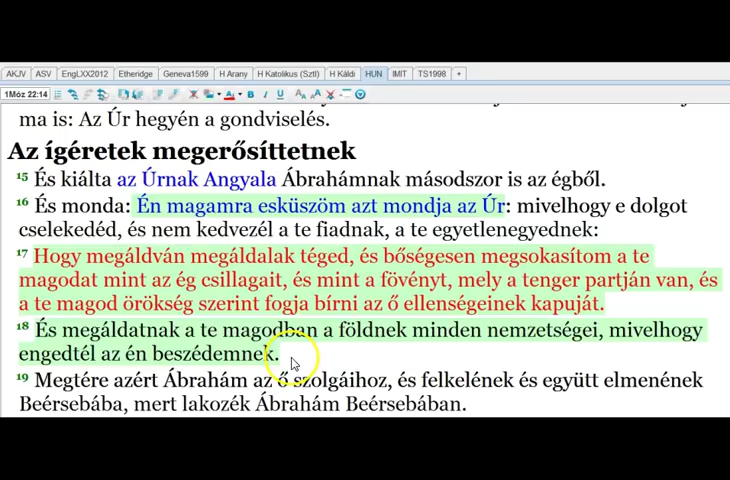 AKJV ASV EngLXX2012 Etheridge Geneva1599 H Arany H Katolikus (Sztl) H Káldi HUN IMIT TS1998 +
1Móz 22:14
ma is: Az Úr hegyén a gondviselés.
Az ígéretek megerősíttetnek
15 És kiálta az Úrnak Angyala Ábrahámnak másodszor is az égből.
16 És monda: Én magamra esküszöm azt mondja az Úr: mivelhogy e dolgot
cselekedéd, és nem kedvezél a te fiadnak, a te egyetlenegyednek:
17 Hogy megáldván megáldalak téged, és bőségesen megsokasítom a te
magodat mint az ég csillagait, és mint a fövényt, mely a tenger partján van, és
a te magod örökség szerint fogja bírni az ő ellenségeinek kapuját.
18 És megáldatnak a te magodban a földnek minden nemzetségei, mivelhogy
engedtél az én beszédemnek.
19 Megtére azért Ábrahám az ő szolgáihoz, és felkelének és együtt elmenének
Beérsebába, mert lakozék Ábrahám Beérsebában.